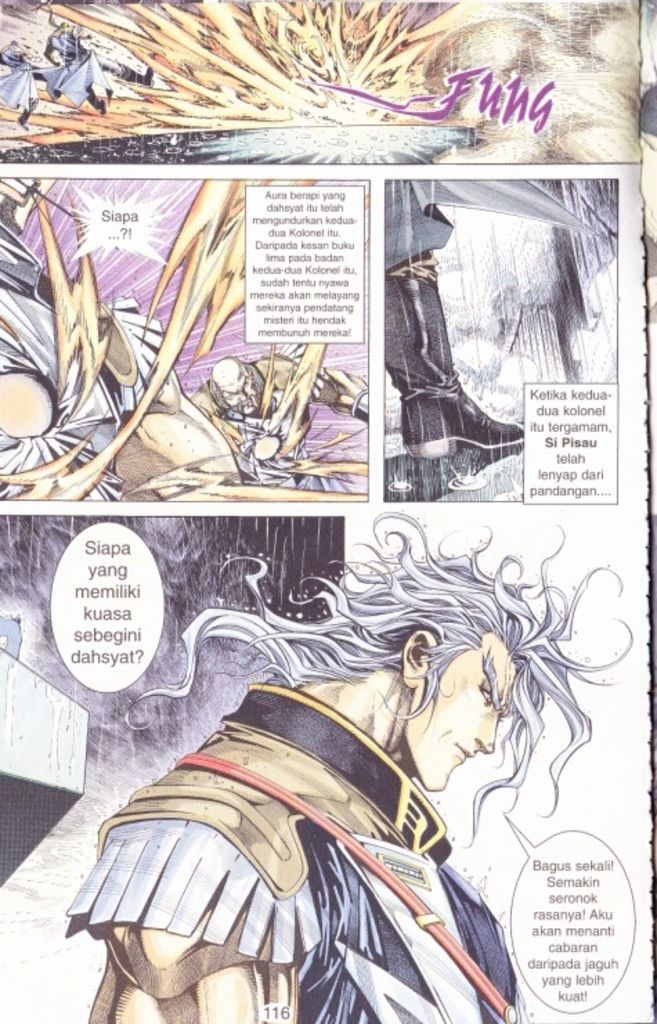 FUNG
Siapa
...?!
Aura berapi yang
dahsyat itu telah
mengundurkan kedua-
dua Kolonel itu.
Daripada kesan buku
lima pada badan
kedua-dua Kolonel itu,
sudah tentu nyawa
mereka akan melayang
sekiranya pendatang
misteri itu hendak
membunuh mereka!
Ketika kedua-
dua kolonel
itu tergamam,
Si Pisau
telah
lenyap dari
pandangan....
Siapa
yang
memiliki
kuasa
sebegini
dahsyat?
Bagus sekali!
Semakin
seronok
rasanya! Aku
akan menanti
cabaran
daripada jaguh
yang lebih
kuat!
116